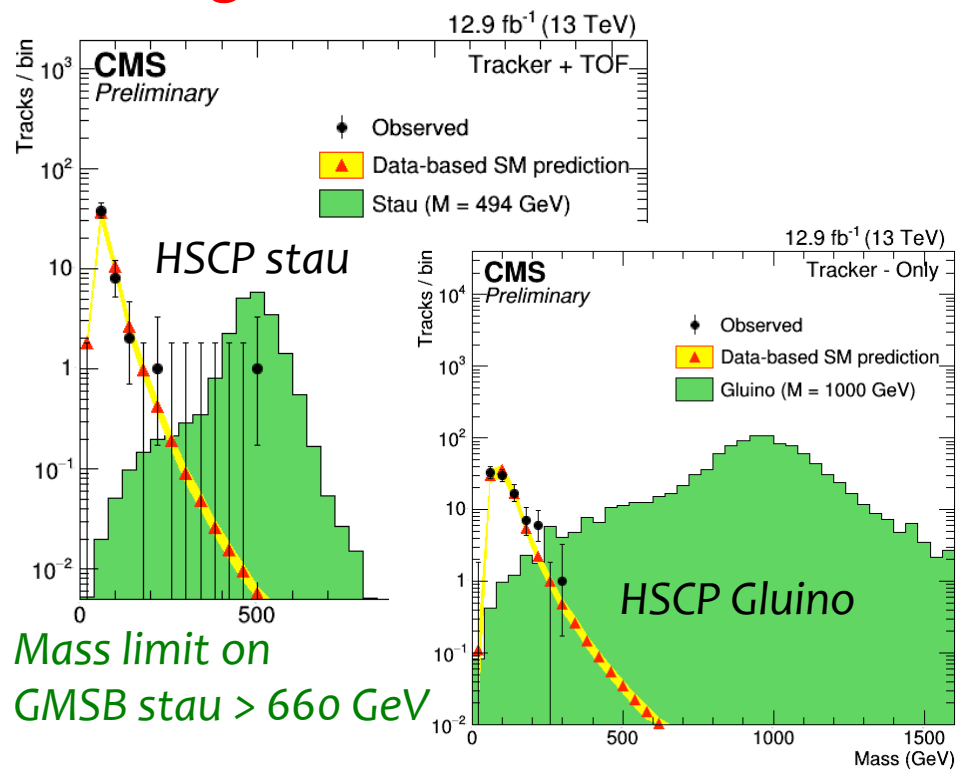 12.9 fb⁻¹ (13 TeV)
CMS
Preliminary
Tracker + TOF
Tracks / bin
Observed
Data-based SM prediction
Stau (M = 494 GeV)
HSCP stau
10³
10²
10
1
10⁻¹
10⁻²
0
500
Mass limit on
GMSB stau > 660 GeV
12.9 fb⁻¹ (13 TeV)
CMS
Preliminary
Tracker - Only
Tracks / bin
Observed
Data-based SM prediction
Gluino (M = 1000 GeV)
HSCP Gluino
10⁴
10³
10²
10
1
10⁻¹
10⁻²
0
500
1000
1500
Mass (GeV)